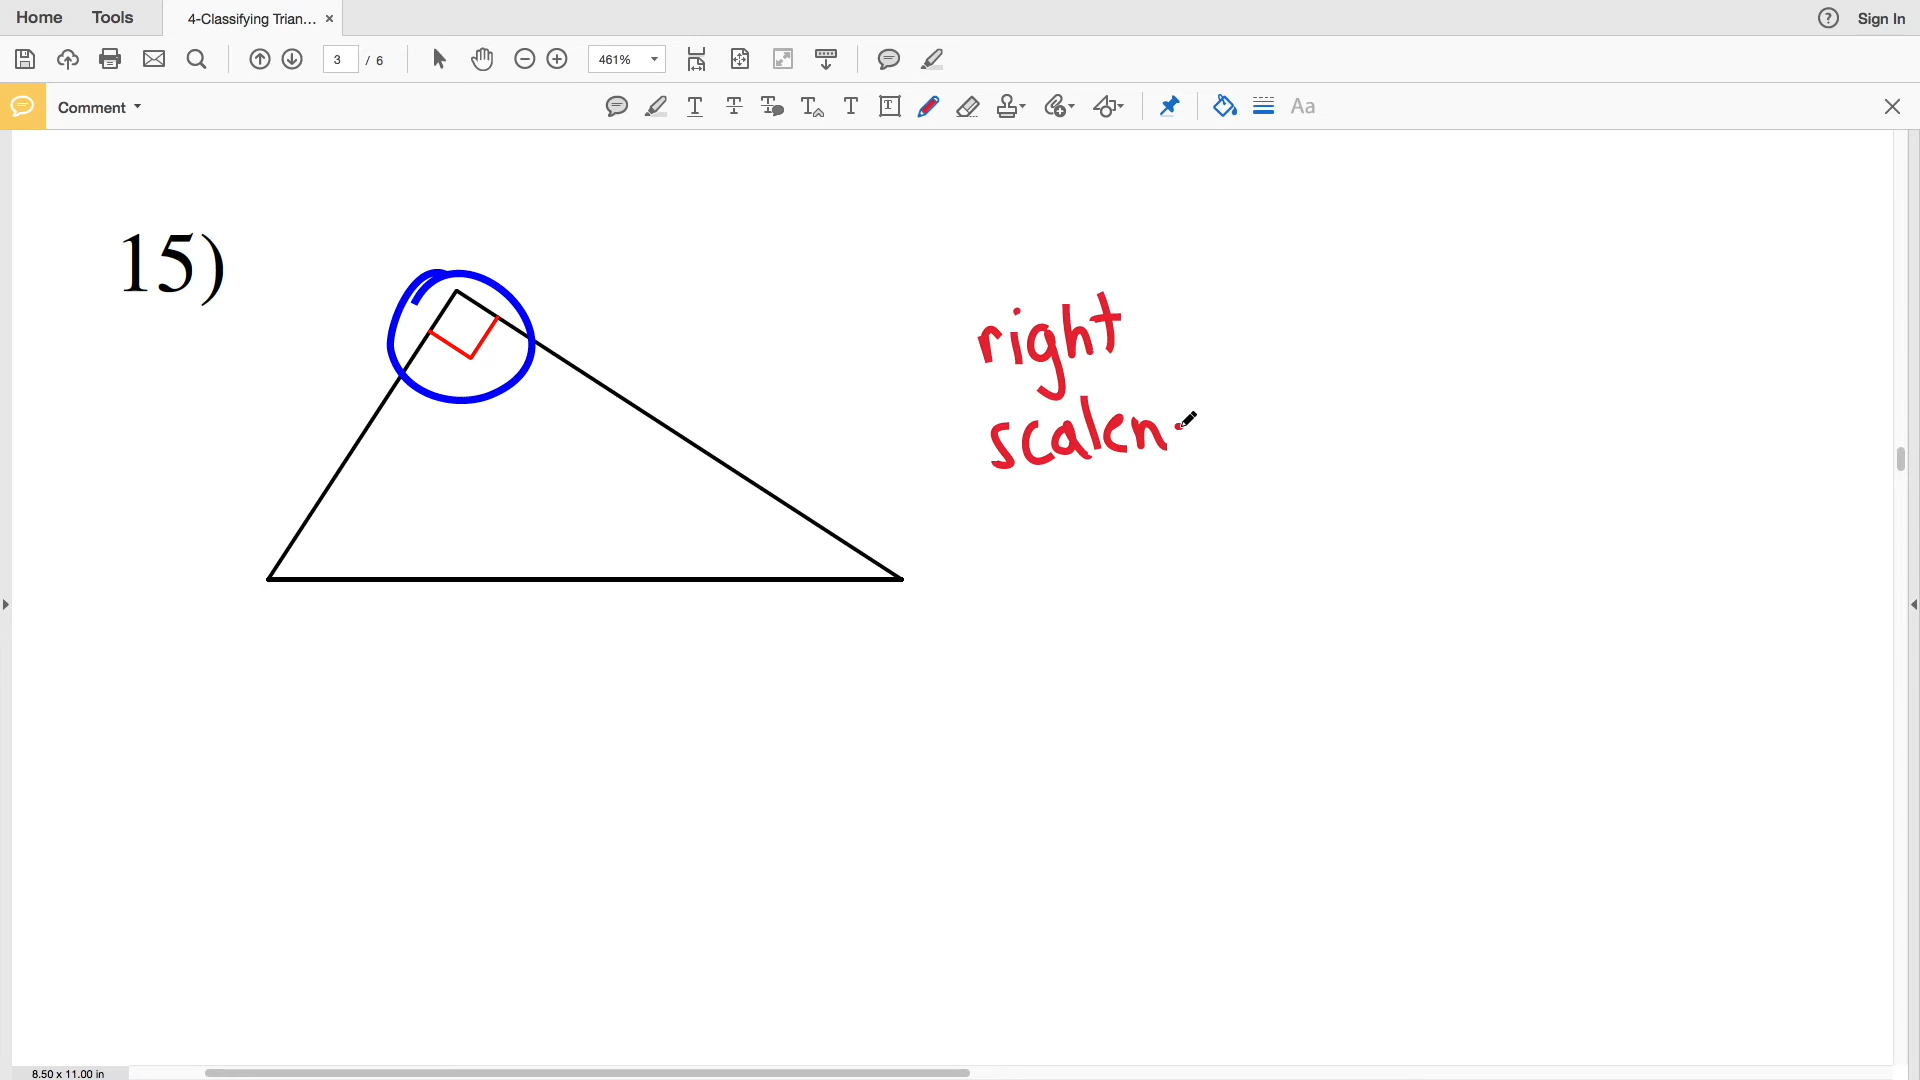 Home Tools 4-Classifying Trian... × ? Sign In
3 / 6 461%
Comment T T T T T T Aa
15)
right
scalen
8.50 x 11.00 in